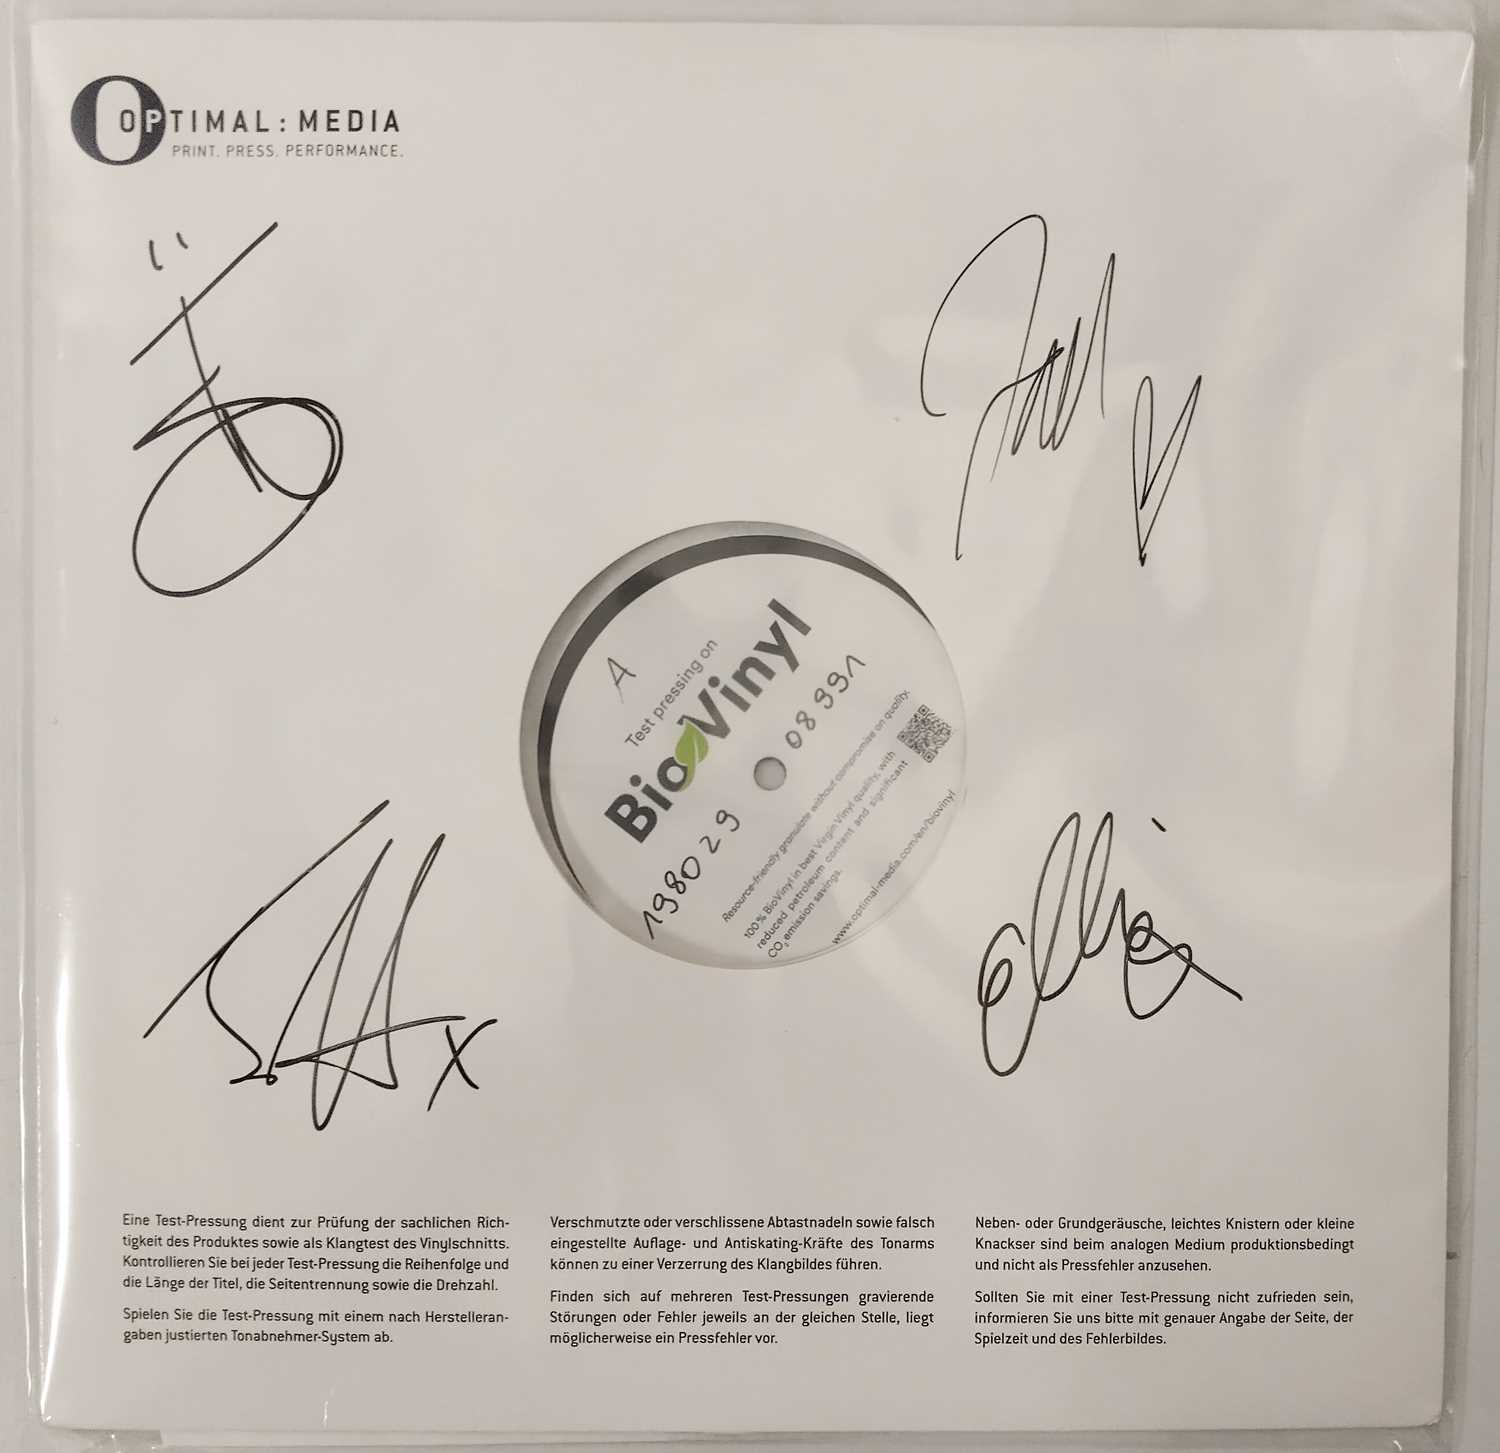 OPTIMAL : MEDIA
PRINT. PRESS. PERFORMANCE.
A
Test pressing on
BioVinyl
198029
08991
Resource-friendly granulate without compromise on quality.
100% BioVinyl in best Virgin Vinyl quality, with
reduced petroleum content and significant
CO₂ emission savings.
www.optimal-media.com/en/biovinyl
x
Ellie
Eine Test-Pressung dient zur Prüfung der sachlichen Rich-
tigkeit des Produktes sowie als Klangtest des Vinylschnitts.
Kontrollieren Sie bei jeder Test-Pressung die Reihenfolge und
die Länge der Titel, die Seitentrennung sowie die Drehzahl.
Spielen Sie die Test-Pressung mit einem nach Herstelleran-
gaben justierten Tonabnehmer-System ab.
Verschmutzte oder verschlissene Abtastnadeln sowie falsch
eingestellte Auflage- und Antiskating-Kräfte des Tonarms
können zu einer Verzerrung des Klangbildes führen.
Finden sich auf mehreren Test-Pressungen gravierende
Störungen oder Fehler jeweils an der gleichen Stelle, liegt
möglicherweise ein Pressfehler vor.
Neben- oder Grundgeräusche, leichtes Knistern oder kleine
Knackser sind beim analogen Medium produktionsbedingt
und nicht als Pressfehler anzusehen.
Sollten Sie mit einer Test-Pressung nicht zufrieden sein,
informieren Sie uns bitte mit genauer Angabe der Seite, der
Spielzeit und des Fehlerbildes.